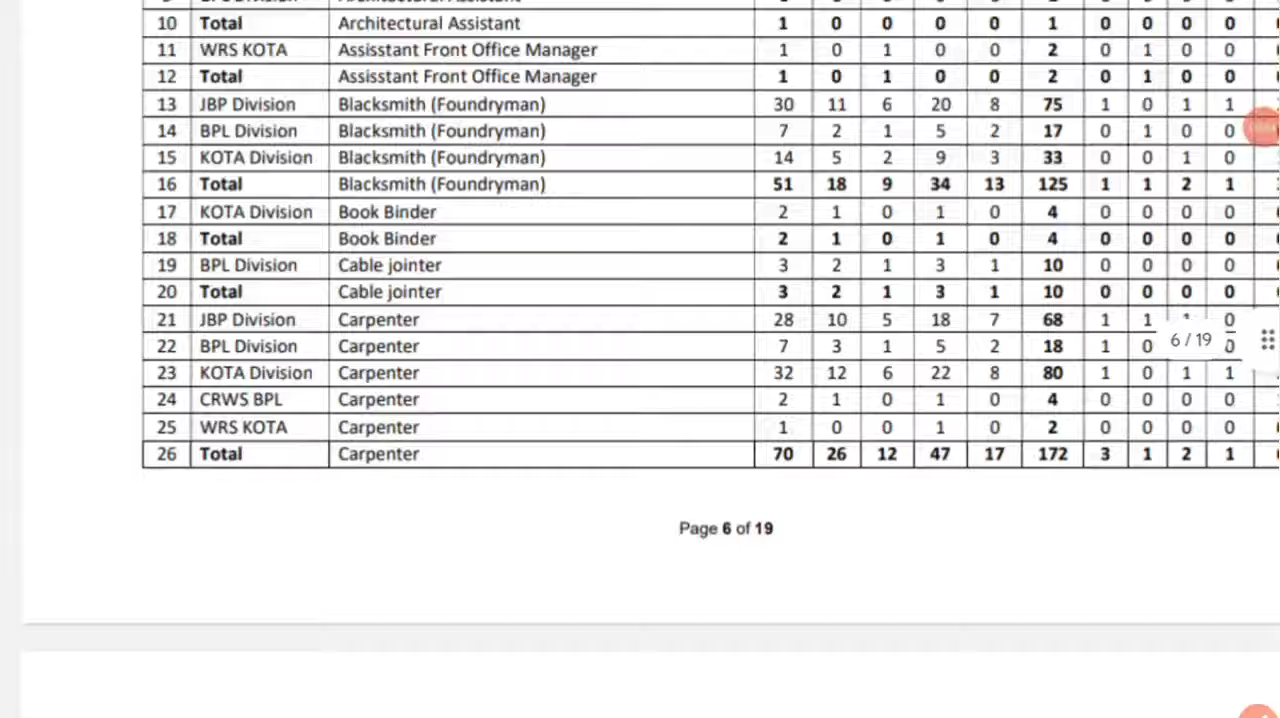 10 Total Architectural Assistant 1 0 0 0 0 1 0 0 0 0
11 WRS KOTA Assisstant Front Office Manager 1 0 1 0 0 2 0 1 0 0
12 Total Assisstant Front Office Manager 1 0 1 0 0 2 0 1 0 0
13 JBP Division Blacksmith (Foundryman) 30 11 6 20 8 75 1 0 1 1
14 BPL Division Blacksmith (Foundryman) 7 2 1 5 2 17 0 1 0 0
15 KOTA Division Blacksmith (Foundryman) 14 5 2 9 3 33 0 0 1 0
16 Total Blacksmith (Foundryman) 51 18 9 34 13 125 1 1 2 1
17 KOTA Division Book Binder 2 1 0 1 0 4 0 0 0 0
18 Total Book Binder 2 1 0 1 0 4 0 0 0 0
19 BPL Division Cable jointer 3 2 1 3 1 10 0 0 0 0
20 Total Cable jointer 3 2 1 3 1 10 0 0 0 0
21 JBP Division Carpenter 28 10 5 18 7 68 1 1 0
22 BPL Division Carpenter 7 3 1 5 2 18 1 0 6 / 19 0
23 KOTA Division Carpenter 32 12 6 22 8 80 1 0 1 1
24 CRWS BPL Carpenter 2 1 0 1 0 4 0 0 0 0
25 WRS KOTA Carpenter 1 0 0 1 0 2 0 0 0 0
26 Total Carpenter 70 26 12 47 17 172 3 1 2 1
Page 6 of 19